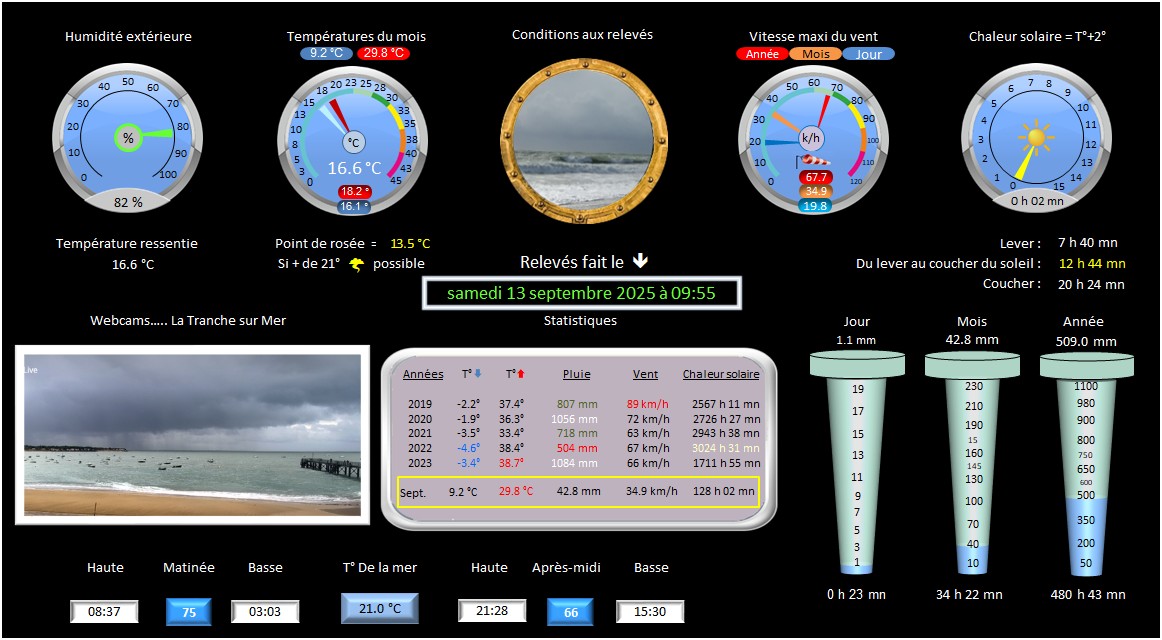 Humidité extérieure
Températures du mois
Conditions aux relevés
Vitesse maxi du vent
Chaleur solaire = T°+2°
9.2 °C 29.8 °C
Année Mois Jour
0 10 20 30 40 50 60 70 80 90 100
%
82 %
0 3 5 8 10 13 15 18 20 23 25 28 30 33 35 38 40 43 45
°C
16.6 °C
18.2 °
16.1 °
0 10 20 30 40 50 60 70 80 90 100 110 120
k/h
67.7
34.9
19.8
0 1 2 3 4 5 6 7 8 9 10 11 12 13 14 15
0 h 02 mn
Température ressentie
16.6 °C
Point de rosée = 13.5 °C
Si + de 21° possible
Relevés fait le
samedi 13 septembre 2025 à 09:55
Lever : 7 h 40 mn
Du lever au coucher du soleil : 12 h 44 mn
Coucher : 20 h 24 mn
Webcams..... La Tranche sur Mer
Live
Statistiques
Années T° T° Pluie Vent Chaleur solaire
2019 -2.2° 37.4° 807 mm 89 km/h 2567 h 11 mn
2020 -1.9° 36.3° 1056 mm 72 km/h 2726 h 27 mn
2021 -3.5° 33.4° 718 mm 63 km/h 2943 h 38 mn
2022 -4.6° 38.4° 504 mm 67 km/h 3024 h 31 mn
2023 -3.4° 38.7° 1084 mm 66 km/h 1711 h 55 mn
Sept. 9.2 °C 29.8 °C 42.8 mm 34.9 km/h 128 h 02 mn
Jour
1.1 mm
19
17
15
13
11
9
7
5
3
1
0 h 23 mn
Mois
42.8 mm
230
210
190
15
160
145
130
100
70
40
10
34 h 22 mn
Année
509.0 mm
1100
980
900
800
750
650
600
500
350
200
50
480 h 43 mn
Haute Matinée Basse
08:37 75 03:03
T° De la mer
21.0 °C
Haute Après-midi Basse
21:28 66 15:30